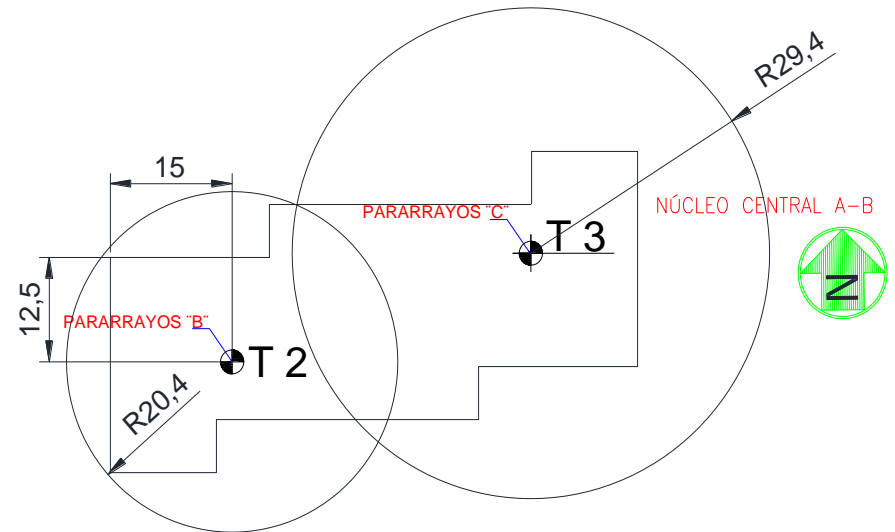 R29,4
15
PARARRAYOS "C"
NÚCLEO CENTRAL A-B
T 3
12,5
PARARRAYOS "B"
T 2
N
R20,4